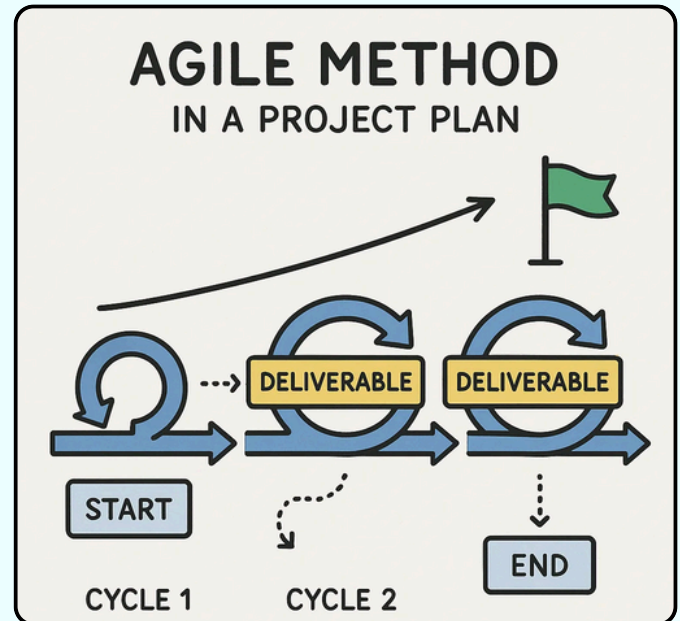 AGILE METHOD
IN A PROJECT PLAN
DELIVERABLE
DELIVERABLE
START
END
CYCLE 1
CYCLE 2